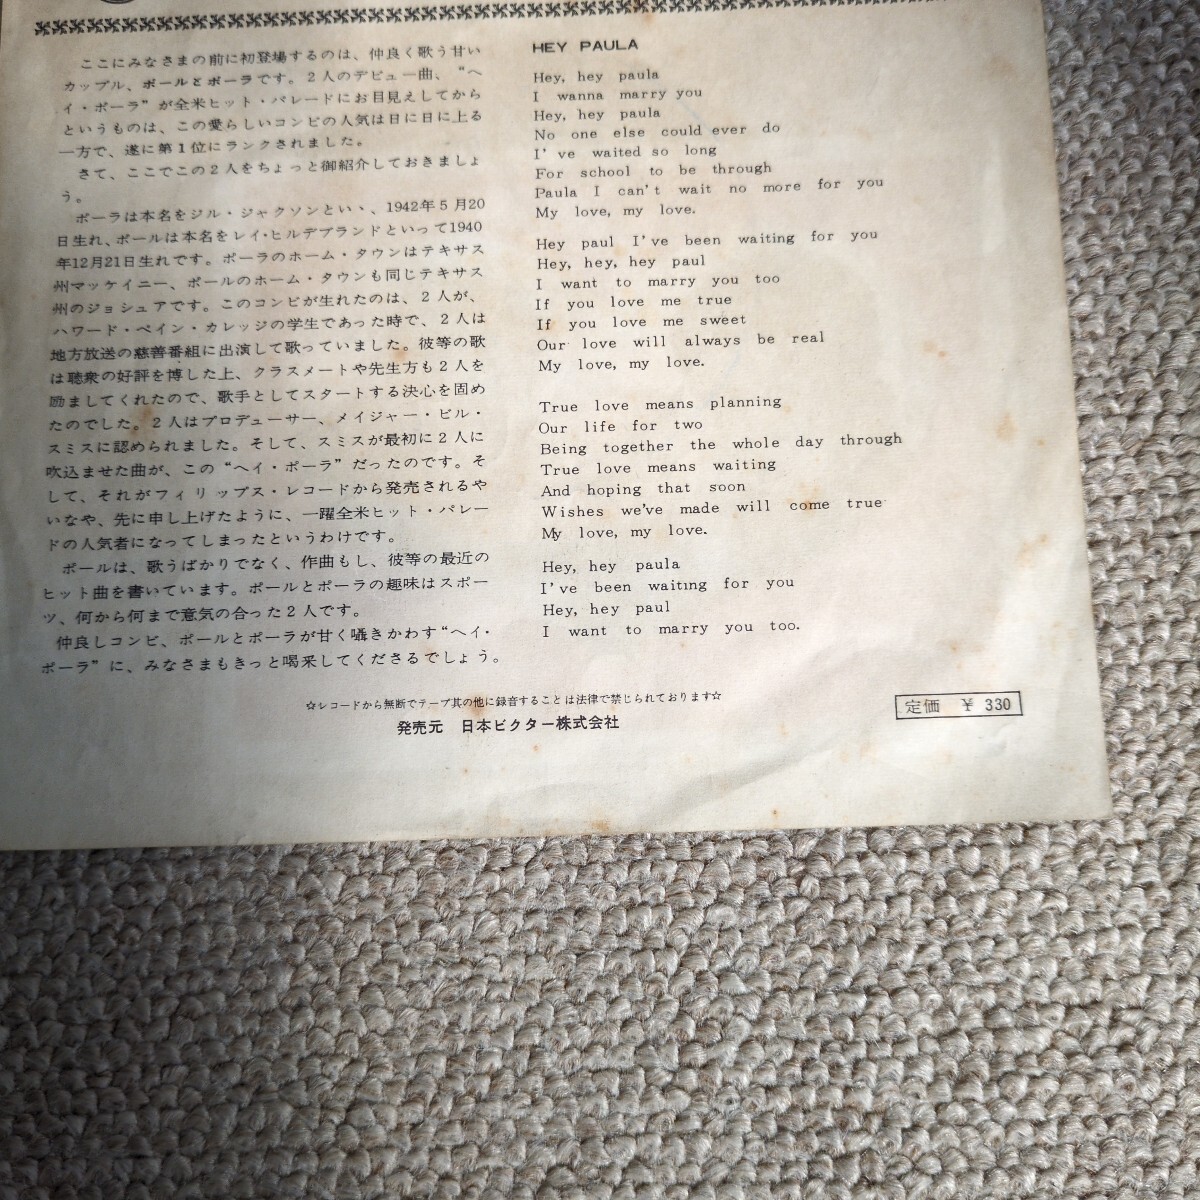 ここにみなさまの前に初登場するのは、仲良く歌う甘い
カップル、ポールとポーラです。2人のデビュー曲、“ヘ
イ・ポーラ”が全米ヒット・パレードにお目見えしてから
というものは、この愛らしいコンビの人気は日に日に上る
一方で、遂に第1位にランクされました。
さて、ここでこの2人をちょっと御紹介しておきましょ
う。
ポーラは本名をジル・ジャクソンといい、1942年5月20
日生れ、ポールは本名をレイ・ヒルデブランドといって1940
年12月21日生れです。ポーラのホーム・タウンはテキサス
州マッケイニー、ポールのホーム・タウンも同じテキサス
州のジョシュアです。このコンビが生れたのは、2人が、
ハワード・ペイン・カレッジの学生であった時で、2人は
地方放送の慈善番組に出演して歌っていました。彼等の歌
は聴衆の好評を博した上、クラスメートや先生方も2人を
励ましてくれたので、歌手としてスタートする決心を固め
たのでした。2人はプロデューサー、メイジャー・ビル・
スミスに認められました。そして、スミスが最初に2人に
吹込ませた曲が、この“ヘイ・ポーラ”だったのです。そ
して、それがフィリップス・レコードから発売されるや
いなや、先に申し上げたように、一躍全米ヒット・パレー
ドの人気者になってしまったというわけです。
ポールは、歌うばかりでなく、作曲もし、彼等の最近の
ヒット曲を書いています。ポールとポーラの趣味はスポー
ツ、何から何まで意気の合った2人です。
仲良しコンビ、ポールとポーラが甘く囁きかわす“ヘイ・
ポーラ”に、みなさまもきっと喝采してくださるでしょう。
HEY PAULA
Hey, hey paula
I wanna marry you
Hey, hey paula
No one else could ever do
I've waited so long
For school to be through
Paula I can't wait no more for you
My love, my love.
Hey paul I've been waiting for you
Hey, hey, hey paul
I want to marry you too
If you love me true
If you love me sweet
Our love will always be real
My love, my love.
True love means planning
Our life for two
Being together the whole day through
True love means waiting
And hoping that soon
Wishes we've made will come true
My love, my love.
Hey, hey paula
I've been waiting for you
Hey, hey paul
I want to marry you too.
☆レコードから無断でテープ其の他に録音することは法律で禁じられております☆
発売元 日本ビクター株式会社
定価 ¥ 330